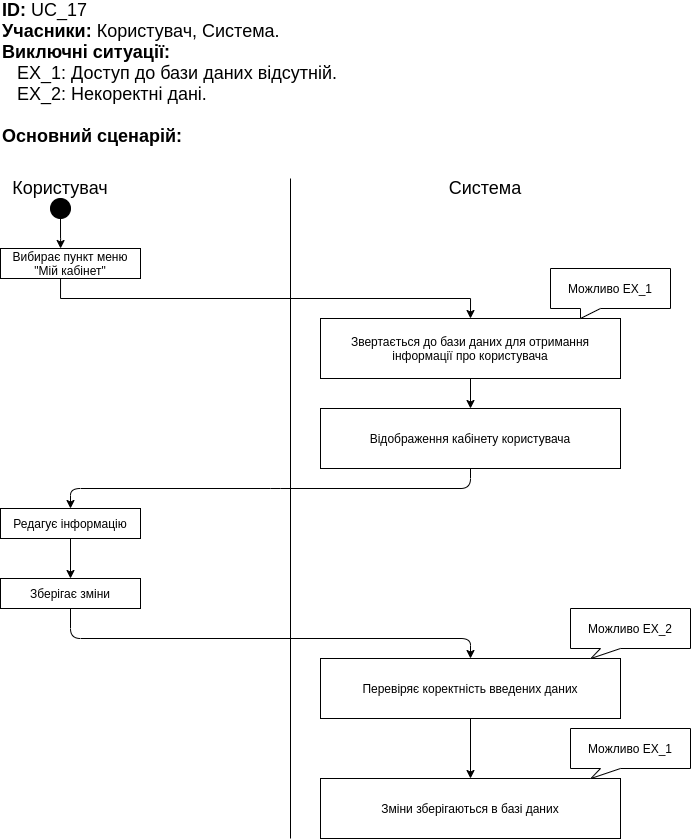 ID: UC_17
Учасники: Користувач, Система.
Виключні ситуації:
EX_1: Доступ до бази даних відсутній.
EX_2: Некоректні дані.
Основний сценарій:
Користувач
Система
Вибирає пункт меню
"Мій кабінет"
Можливо EX_1
Звертається до бази даних для отримання
інформації про користувача
Відображення кабінету користувача
Редагує інформацію
Зберігає зміни
Можливо EX_2
Перевіряє коректність введених даних
Можливо EX_1
Зміни зберігаються в базі даних